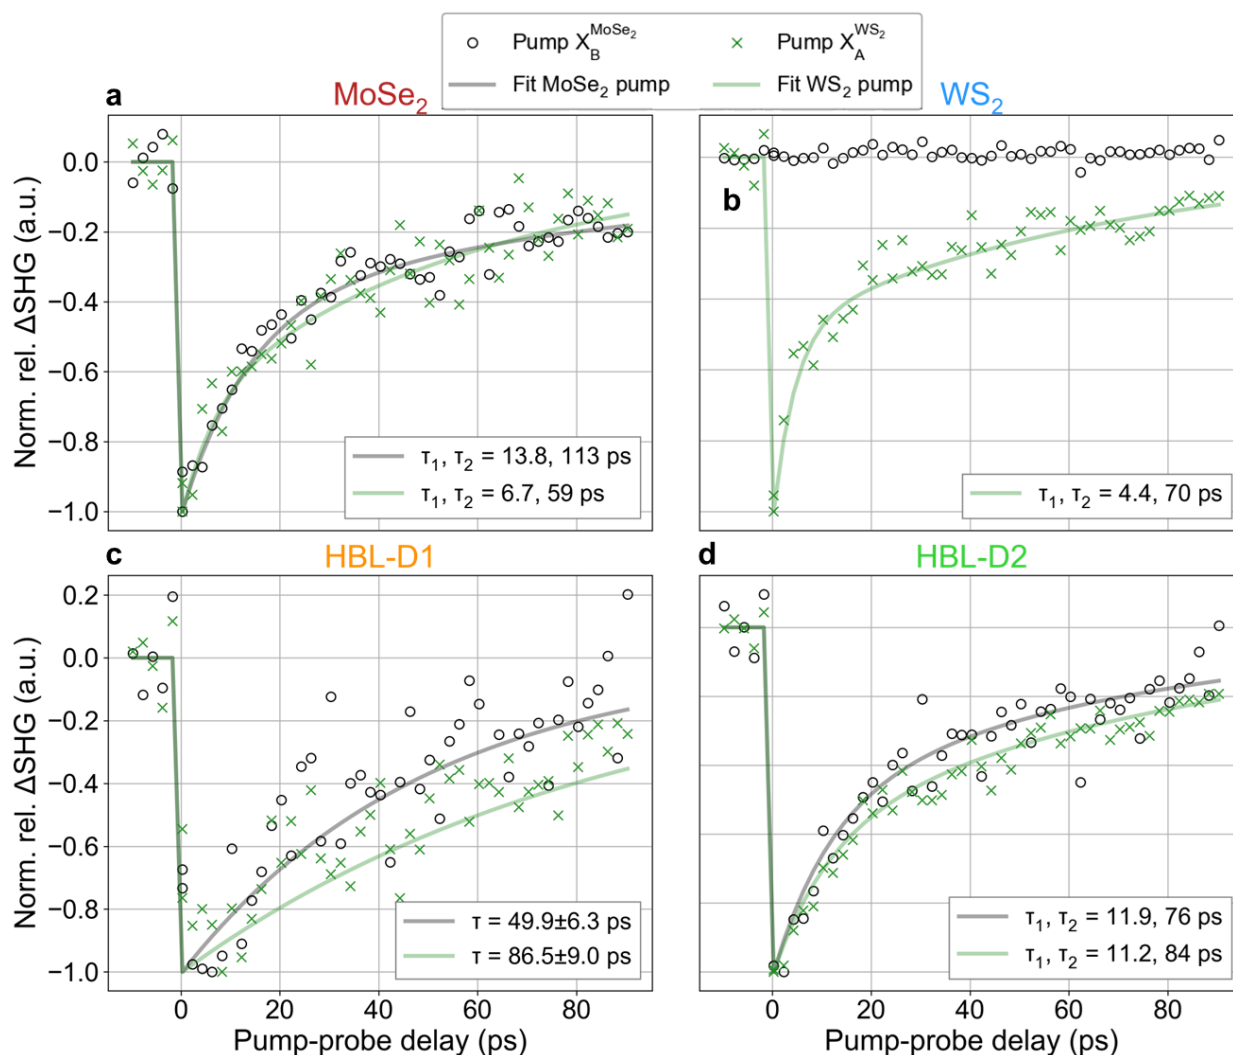 Pump X_B^MoSe₂
Pump X_A^WS₂
Fit MoSe₂ pump
Fit WS₂ pump
a
MoSe₂
WS₂
0.0
−0.2
−0.4
−0.6
−0.8
−1.0
Norm. rel. ΔSHG (a.u.)
τ₁, τ₂ = 13.8, 113 ps
τ₁, τ₂ = 6.7, 59 ps
b
τ₁, τ₂ = 4.4, 70 ps
c
HBL-D1
0.2
0.0
−0.2
−0.4
−0.6
−0.8
−1.0
Norm. rel. ΔSHG (a.u.)
τ = 49.9±6.3 ps
τ = 86.5±9.0 ps
0 20 40 60 80
Pump-probe delay (ps)
d
HBL-D2
τ₁, τ₂ = 11.9, 76 ps
τ₁, τ₂ = 11.2, 84 ps
0 20 40 60 80
Pump-probe delay (ps)